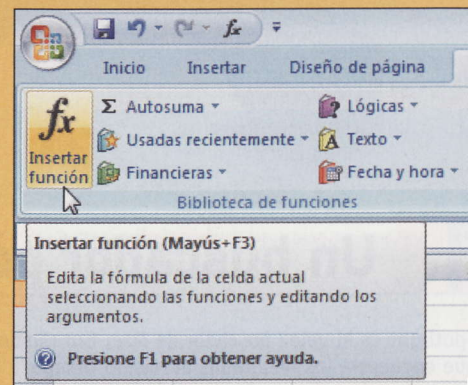 Inicio Insertar Diseño de página
fx Insertar función
Σ Autosuma
Usadas recientemente
Financieras
Lógicas
A Texto
Fecha y hora
Biblioteca de funciones
Insertar función (Mayús+F3)
Edita la fórmula de la celda actual
seleccionando las funciones y editando los
argumentos.
Presione F1 para obtener ayuda.